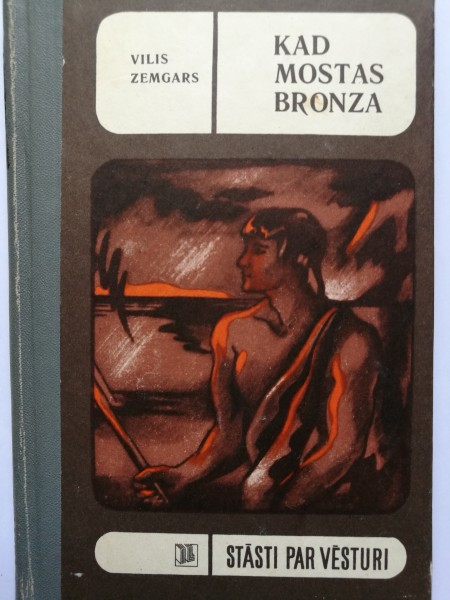 VILIS
ZEMGARS
KAD
MOSTAS
BRONZA
STĀSTI PAR VĒSTURI